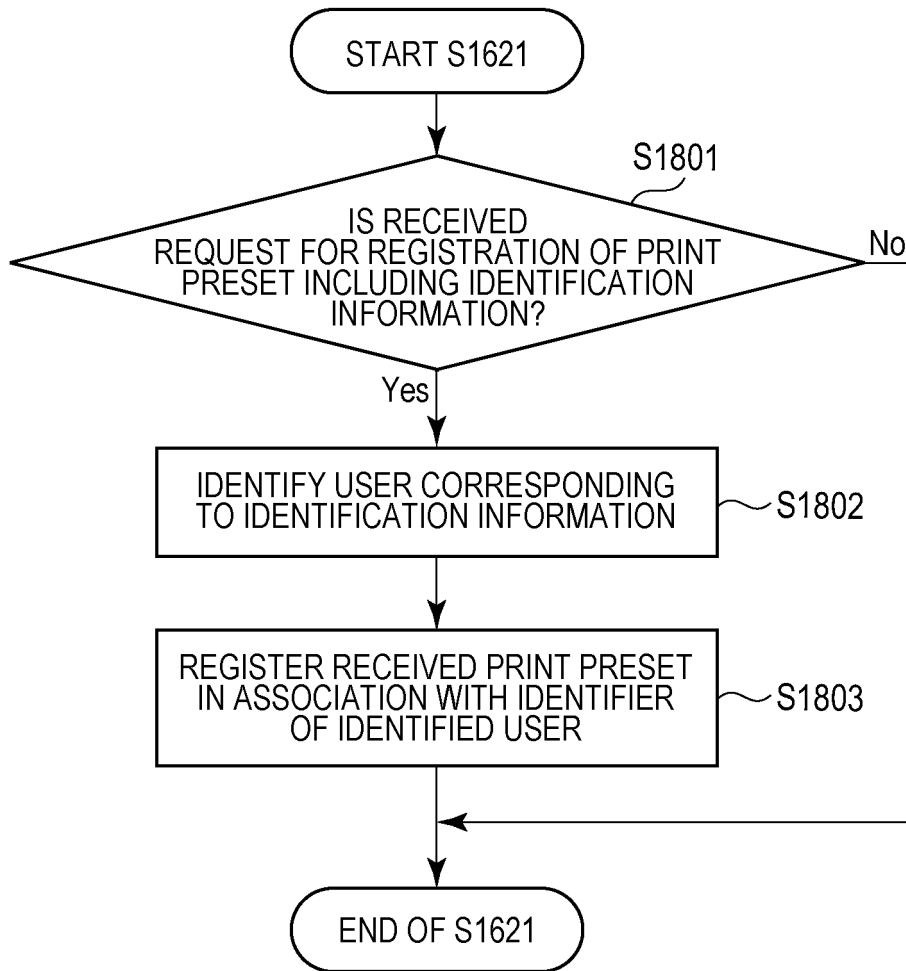 START S1621
S1801
IS RECEIVED
REQUEST FOR REGISTRATION OF PRINT
PRESET INCLUDING IDENTIFICATION
INFORMATION?
No
Yes
IDENTIFY USER CORRESPONDING
TO IDENTIFICATION INFORMATION
S1802
REGISTER RECEIVED PRINT PRESET
IN ASSOCIATION WITH IDENTIFIER
OF IDENTIFIED USER
S1803
END OF S1621